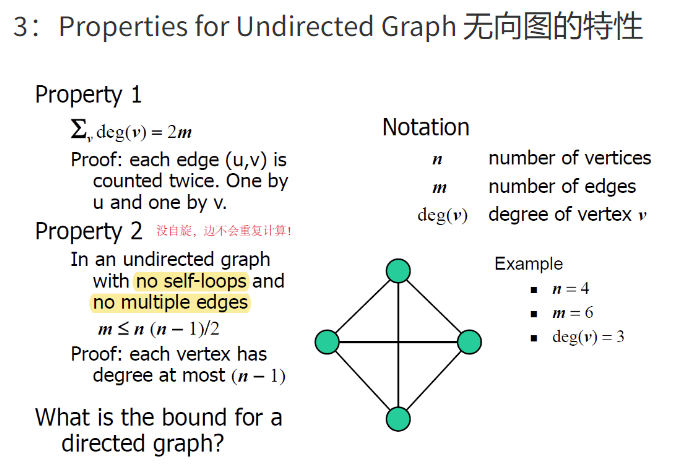 3：Properties for Undirected Graph 无向图的特性
Property 1
Σv deg(v) = 2m
Proof: each edge (u,v) is
counted twice. One by
u and one by v.
Property 2 没自旋，边不会重复计算！
In an undirected graph
with no self-loops and
no multiple edges
m ≤ n (n − 1)/2
Proof: each vertex has
degree at most (n − 1)
What is the bound for a
directed graph?
Notation
n number of vertices
m number of edges
deg(v) degree of vertex v
Example
▪ n = 4
▪ m = 6
▪ deg(v) = 3